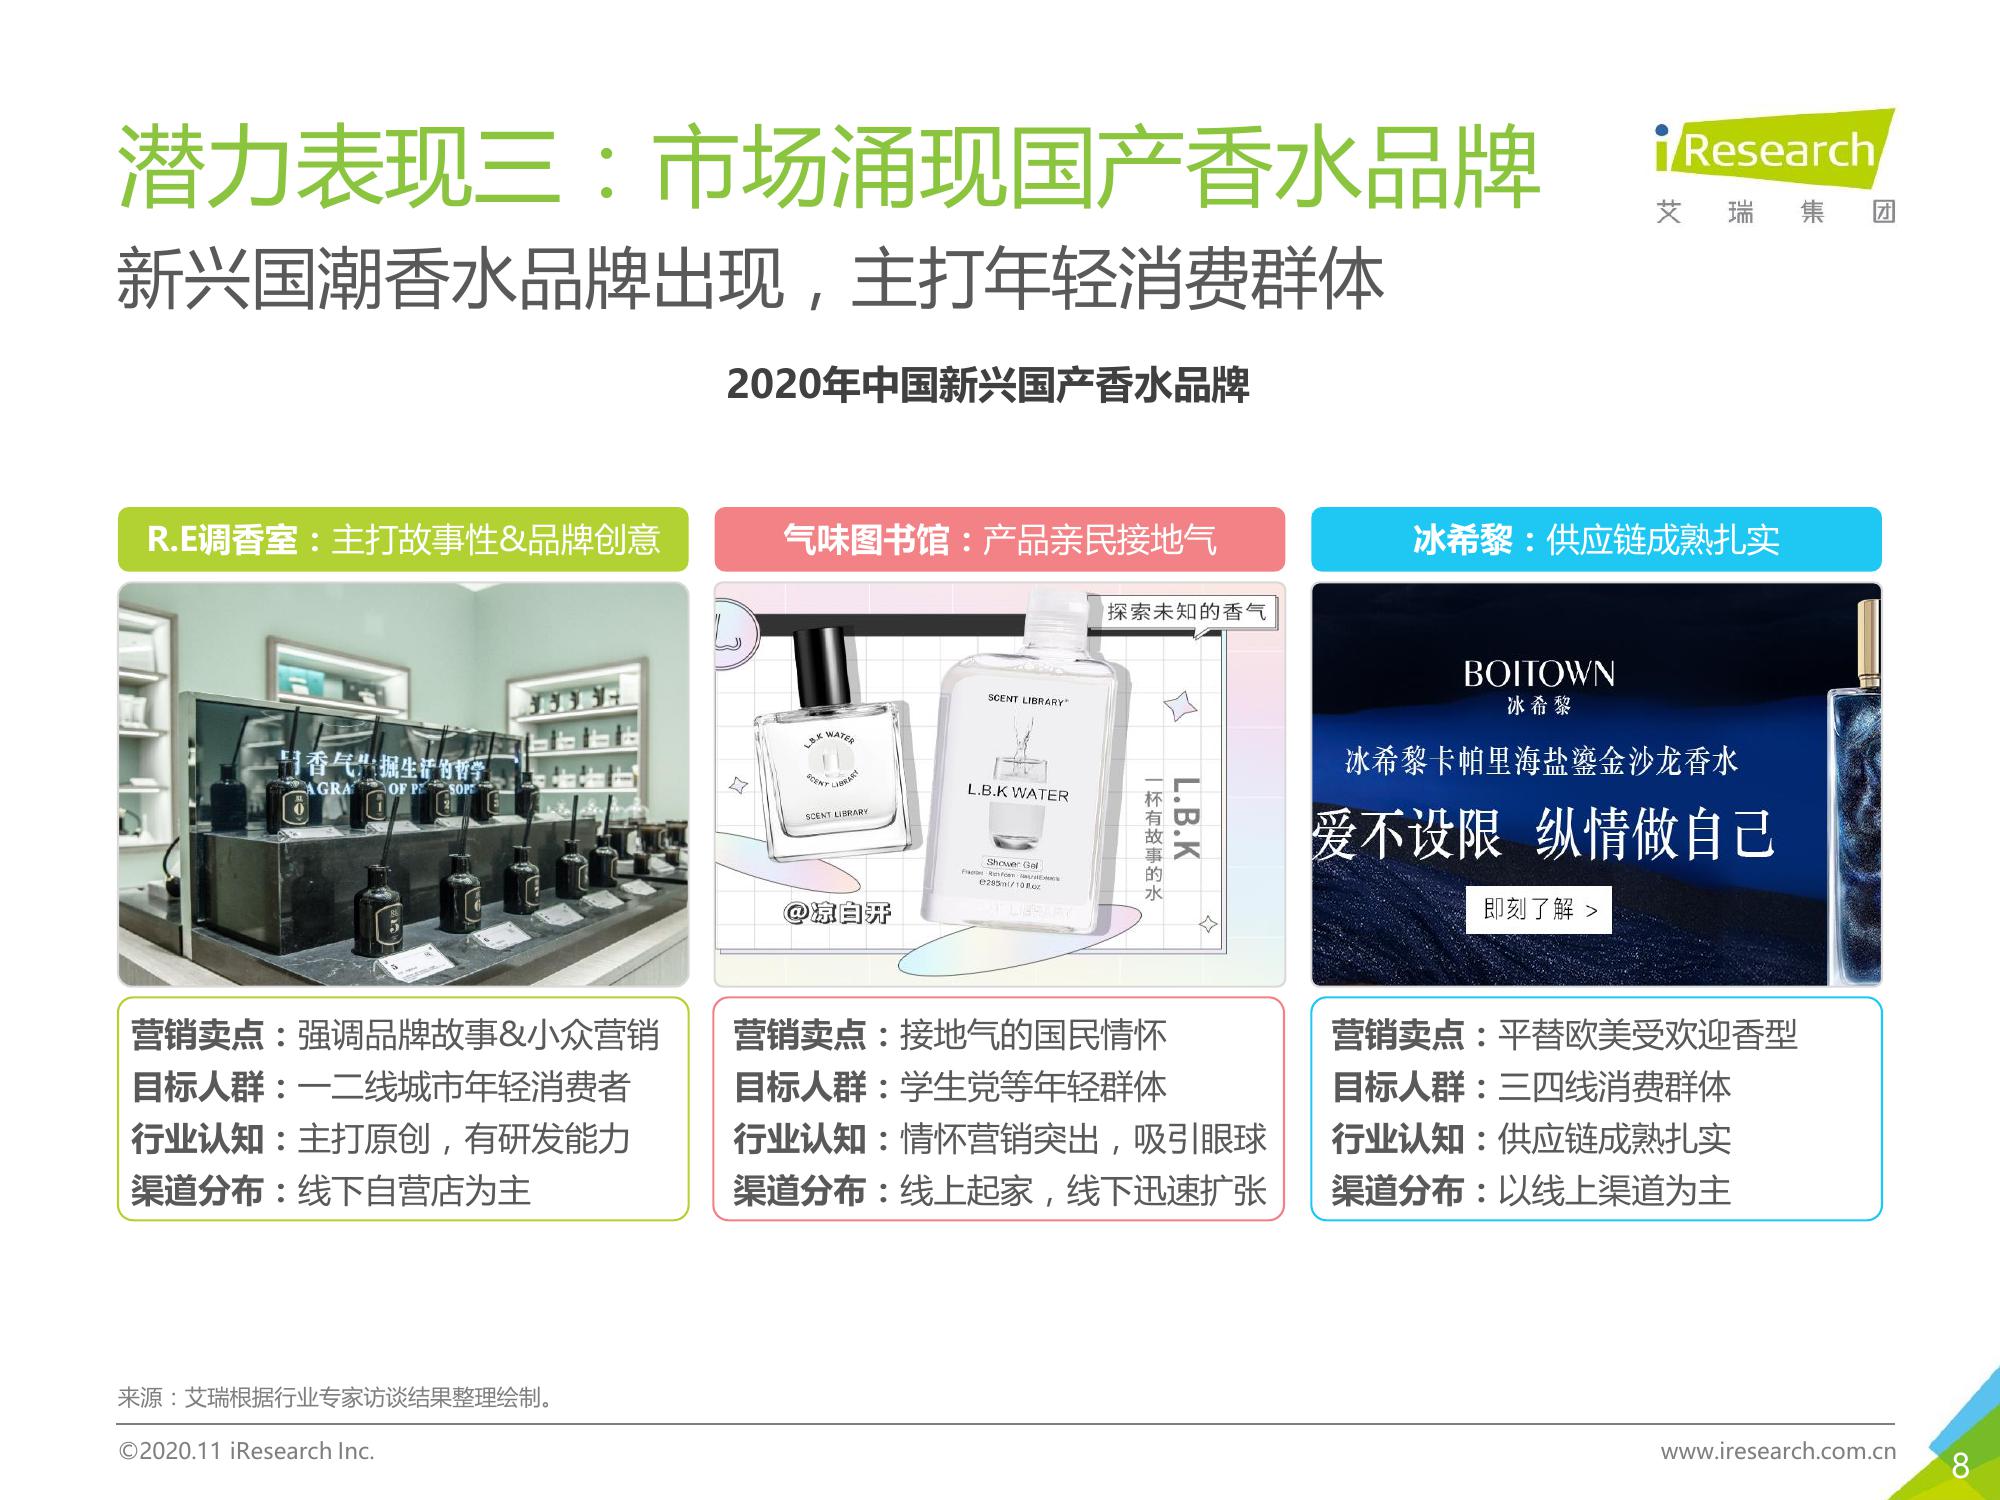 潜力表现三：市场涌现国产香水品牌
iResearch
艾瑞集团
新兴国潮香水品牌出现，主打年轻消费群体
2020年中国新兴国产香水品牌
R.E调香室：主打故事性&品牌创意
香气发掘生活的哲学
营销卖点：强调品牌故事&小众营销
目标人群：一二线城市年轻消费者
行业认知：主打原创，有研发能力
渠道分布：线下自营店为主
气味图书馆：产品亲民接地气
探索未知的香气
L.B.K WATER
SCENT LIBRARY
SCENT LIBRARY
SCENT LIBRARY®
L.B.K WATER
Shower Gel
Fragrant · Rich Foam · Natural Extracts
℮295ml / 10 fl.oz
L.B.K
一杯有故事的水
@凉白开
营销卖点：接地气的国民情怀
目标人群：学生党等年轻群体
行业认知：情怀营销突出，吸引眼球
渠道分布：线上起家，线下迅速扩张
冰希黎：供应链成熟扎实
BOITOWN
冰希黎
冰希黎卡帕里海盐鎏金沙龙香水
爱不设限 纵情做自己
即刻了解 >
营销卖点：平替欧美受欢迎香型
目标人群：三四线消费群体
行业认知：供应链成熟扎实
渠道分布：以线上渠道为主
来源：艾瑞根据行业专家访谈结果整理绘制。
©2020.11 iResearch Inc.
www.iresearch.com.cn
8